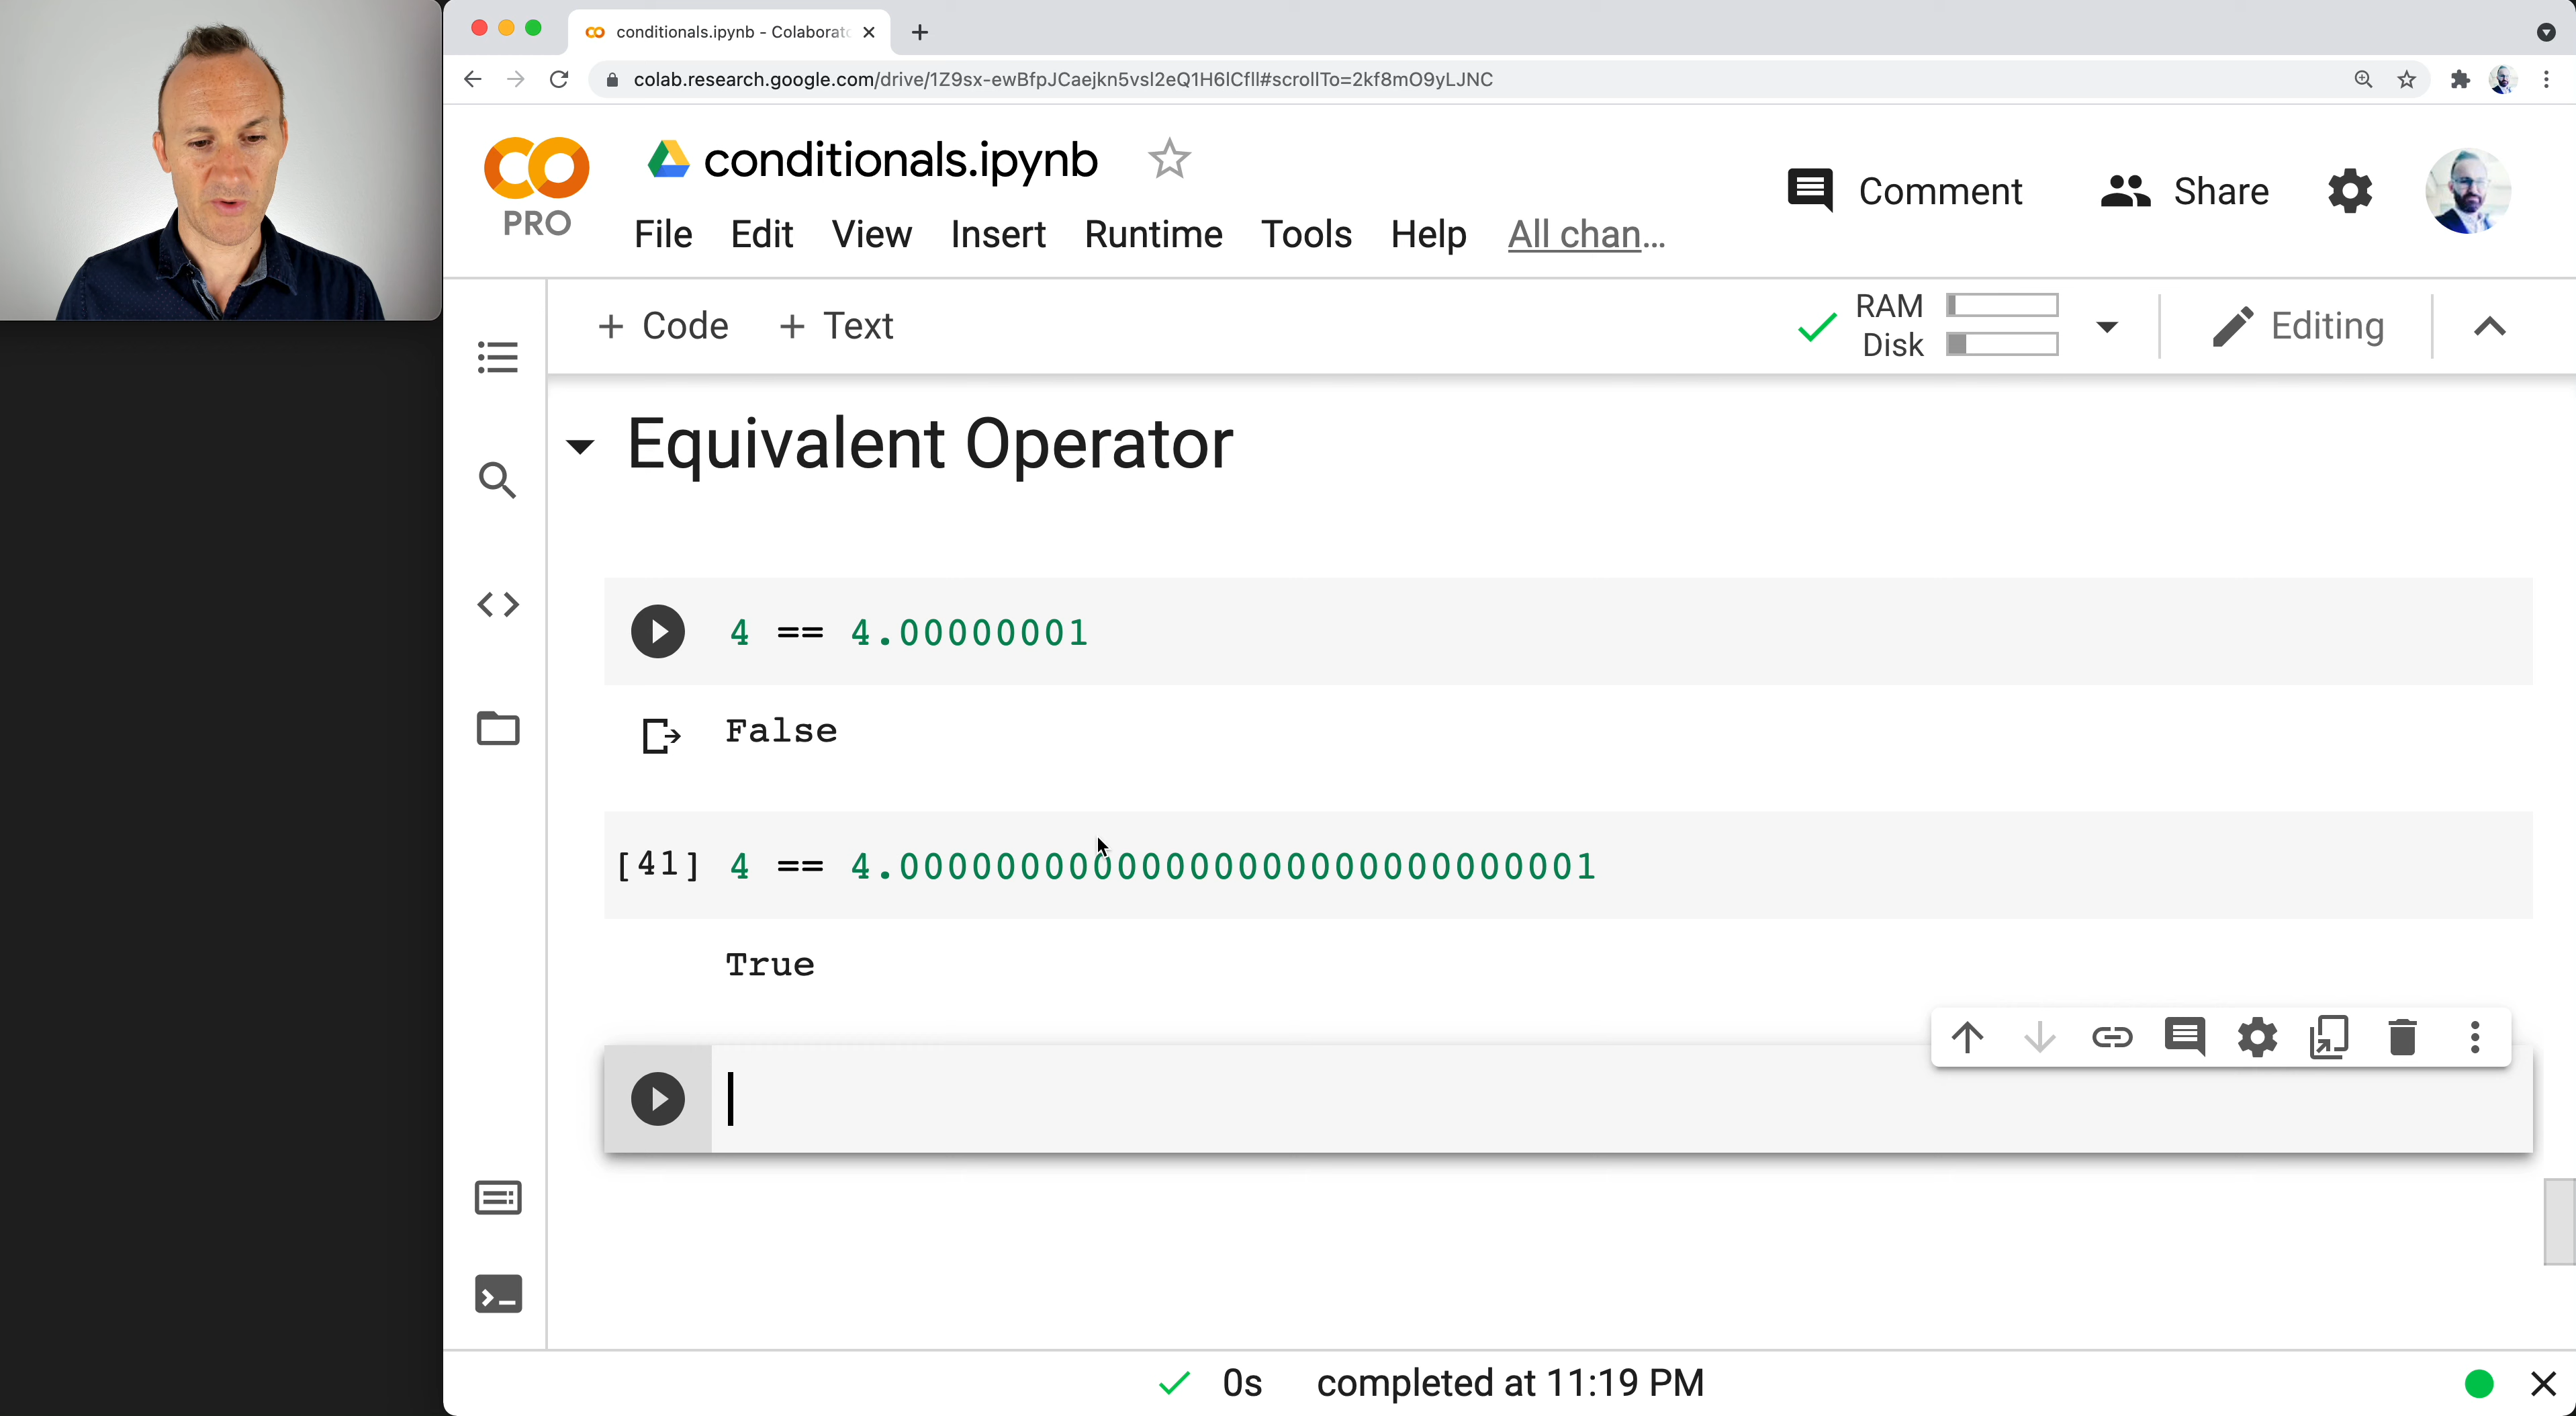 conditionals.ipynb - Colaborato
colab.research.google.com/drive/1Z9sx-ewBfpJCaejkn5vsl2eQ1H6lCfll#scrollTo=2kf8mO9yLJNC
PRO
conditionals.ipynb
Comment
Share
File Edit View Insert Runtime Tools Help All chan...
+ Code + Text
RAM
Disk
Editing
Equivalent Operator
4 == 4.00000001
False
[41] 4 == 4.00000000000000000000000000001
True
0s completed at 11:19 PM